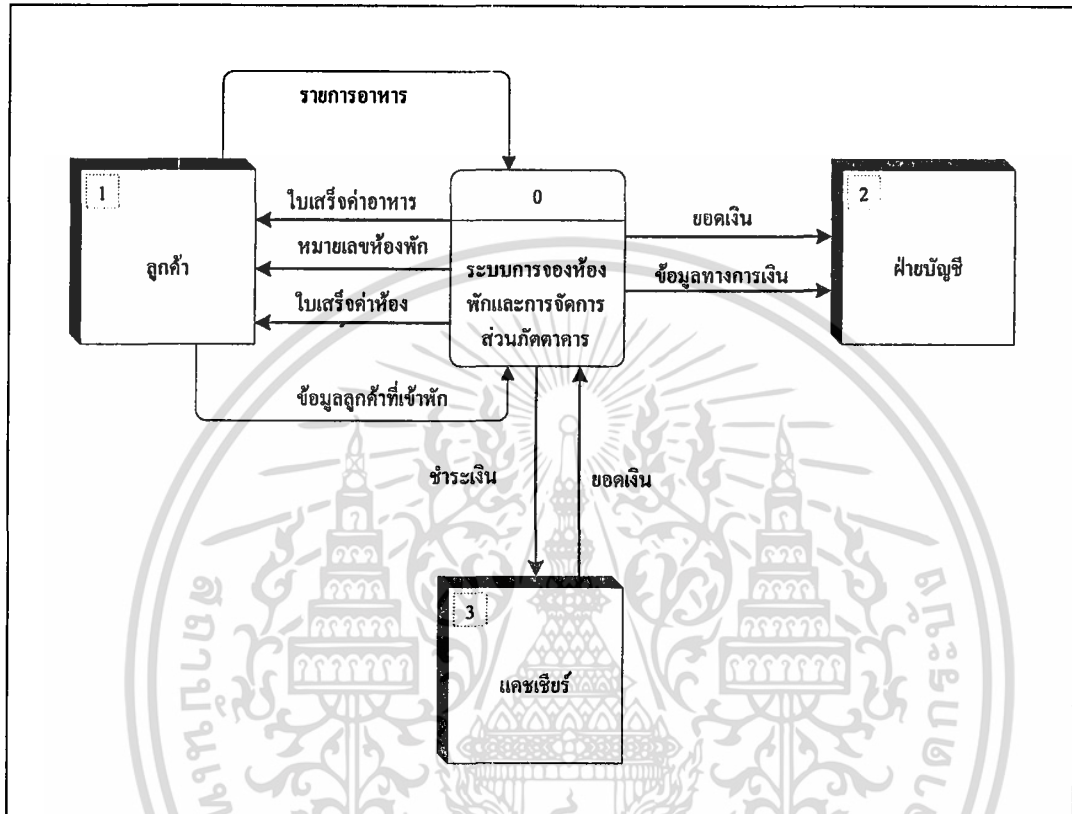 รายการอาหาร
1
ลูกค้า
ใบเสร็จค่าอาหาร
หมายเลขห้องพัก
ใบเสร็จค่าห้อง
ข้อมูลลูกค้าที่เข้าพัก
0
ระบบการจองห้อง
พักและการจัดการ
ส่วนภัตตาคาร
ยอดเงิน
ข้อมูลทางการเงิน
2
ฝ่ายบัญชี
ชำระเงิน
ยอดเงิน
3
แคชเชียร์